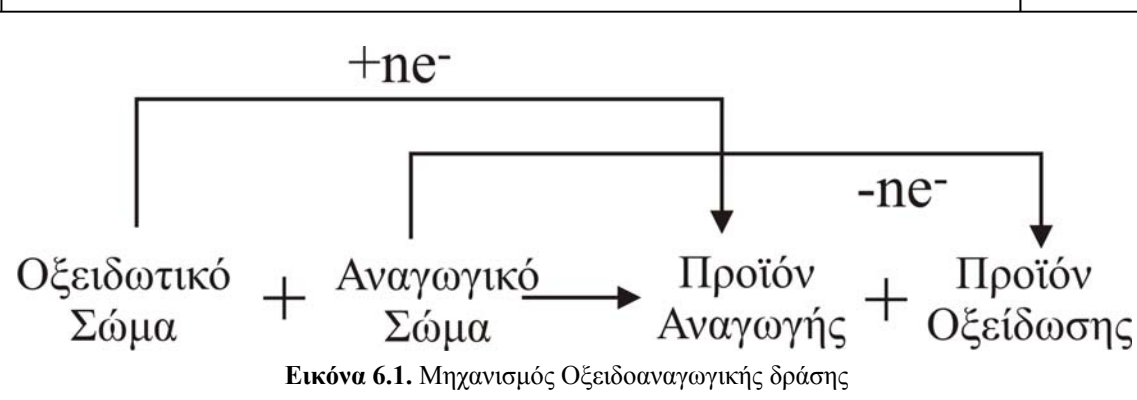 +ne-
-ne-
Οξειδωτικό + Αναγωγικό Προϊόν + Προϊόν
Σώμα Σώμα Αναγωγής Οξείδωσης
Εικόνα 6.1. Μηχανισμός Οξειδοαναγωγικής δράσης